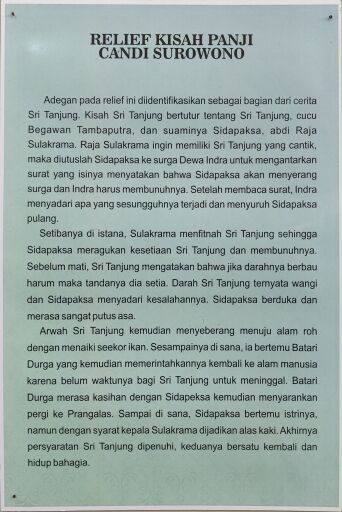 RELIEF KISAH PANJI
CANDI SUROWONO
Adegan pada relief ini diidentifikasikan sebagai bagian dari cerita
Sri Tanjung. Kisah Sri Tanjung bertutur tentang Sri Tanjung, cucu
Begawan Tambaputra, dan suaminya Sidapaksa, abdi Raja
Sulakrama. Raja Sulakrama ingin memiliki Sri Tanjung yang cantik,
maka diutuslah Sidapaksa ke surga Dewa Indra untuk mengantarkan
surat yang isinya menyatakan bahwa Sidapaksa akan menyerang
surga dan Indra harus membunuhnya. Setelah membaca surat, Indra
menyadari apa yang sesungguhnya terjadi dan menyuruh Sidapaksa
pulang.
Setibanya di istana, Sulakrama menfitnah Sri Tanjung sehingga
Sidapaksa meragukan kesetiaan Sri Tanjung dan membunuhnya.
Sebelum mati, Sri Tanjung mengatakan bahwa jika darahnya berbau
harum maka tandanya dia setia. Darah Sri Tanjung ternyata wangi
dan Sidapaksa menyadari kesalahannya. Sidapaksa berduka dan
merasa sangat putus asa.
Arwah Sri Tanjung kemudian menyeberang menuju alam roh
dengan menaiki seekor ikan. Sesampainya di sana, ia bertemu Batari
Durga yang kemudian memerintahkannya kembali ke alam manusia
karena belum waktunya bagi Sri Tanjung untuk meninggal. Batari
Durga merasa kasihan dengan Sidapeksa kemudian menyarankan
pergi ke Prangalas. Sampai di sana, Sidapaksa bertemu istrinya,
namun dengan syarat kepala Sulakrama dijadikan alas kaki. Akhirnya
persyaratan Sri Tanjung dipenuhi, keduanya bersatu kembali dan
hidup bahagia.